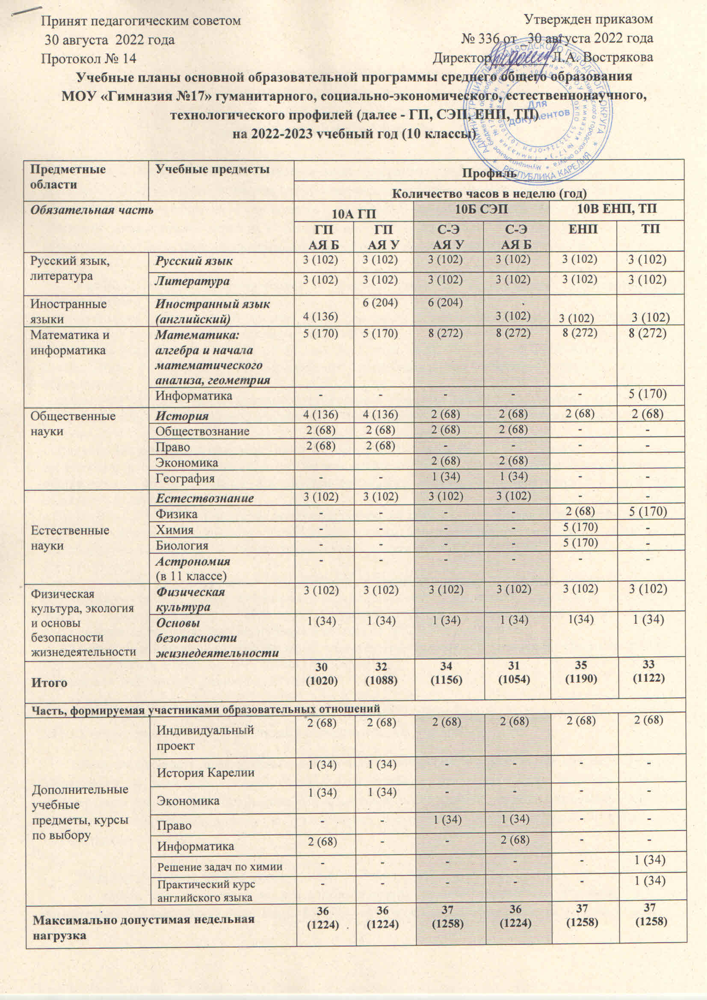 Принят педагогическим советом Утвержден приказом
30 августа 2022 года № 336 от _30 августа 2022 года
Протокол № 14 Директор Л.А. Вострякова
Учебные планы основной образовательной программы среднего общего образования
МОУ «Гимназия №17» гуманитарного, социально-экономического, естественнонаучного,
технологического профилей (далее - ГП, СЭП, ЕНП, ТП)
на 2022-2023 учебный год (10 классы)
Для
документов
РЕСПУБЛИКА КАРЕЛИЯ
Предметные области Учебные предметы Профиль
Количество часов в неделю (год)
Обязательная часть 10А ГП 10Б СЭП 10В ЕНП, ТП
ГП ГП С-Э С-Э ЕНП ТП
АЯ Б АЯ У АЯ У АЯ Б
Русский язык, литература Русский язык 3 (102) 3 (102) 3 (102) 3 (102) 3 (102) 3 (102)
Литература 3 (102) 3 (102) 3 (102) 3 (102) 3 (102) 3 (102)
Иностранные языки Иностранный язык (английский) 4 (136) 6 (204) 6 (204) 3 (102) 3 (102) 3 (102)
Математика и информатика Математика: алгебра и начала математического анализа, геометрия 5 (170) 5 (170) 8 (272) 8 (272) 8 (272) 8 (272)
Информатика - - - - - 5 (170)
Общественные науки История 4 (136) 4 (136) 2 (68) 2 (68) 2 (68) 2 (68)
Обществознание 2 (68) 2 (68) 2 (68) 2 (68) - -
Право 2 (68) 2 (68) - - - -
Экономика 2 (68) 2 (68)
География - - 1 (34) 1 (34) - -
Естественные науки Естествознание 3 (102) 3 (102) 3 (102) 3 (102) - -
Физика - - - - 2 (68) 5 (170)
Химия - - - - 5 (170) -
Биология - - - - 5 (170) -
Астрономия (в 11 классе) - - - - - -
Физическая культура, экология и основы безопасности жизнедеятельности Физическая культура 3 (102) 3 (102) 3 (102) 3 (102) 3 (102) 3 (102)
Основы безопасности жизнедеятельности 1 (34) 1 (34) 1 (34) 1 (34) 1(34) 1 (34)
Итого 30 (1020) 32 (1088) 34 (1156) 31 (1054) 35 (1190) 33 (1122)
Часть, формируемая участниками образовательных отношений
Дополнительные учебные предметы, курсы по выбору Индивидуальный проект 2 (68) 2 (68) 2 (68) 2 (68) 2 (68) 2 (68)
История Карелии 1 (34) 1 (34) - - - -
Экономика 1 (34) 1 (34) - - - -
Право - - 1 (34) 1 (34) - -
Информатика 2 (68) - - 2 (68) - -
Решение задач по химии - - - - - 1 (34)
Практический курс английского языка - - - - - 1 (34)
Максимально допустимая недельная нагрузка 36 (1224) 36 (1224) 37 (1258) 36 (1224) 37 (1258) 37 (1258)